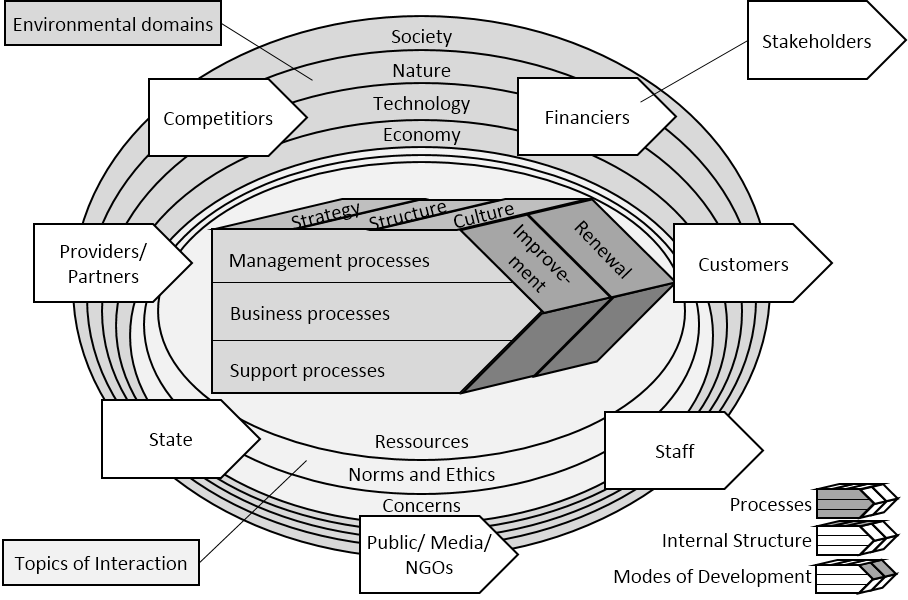 Environmental domains
Society
Stakeholders
Nature
Technology
Competitiors
Financiers
Economy
Strategy
Structure
Culture
Providers/
Partners
Management processes
Improve-
ment
Renewal
Customers
Business processes
Support processes
State
Ressources
Staff
Norms and Ethics
Concerns
Processes
Public/ Media/
NGOs
Internal Structure
Topics of Interaction
Modes of Development